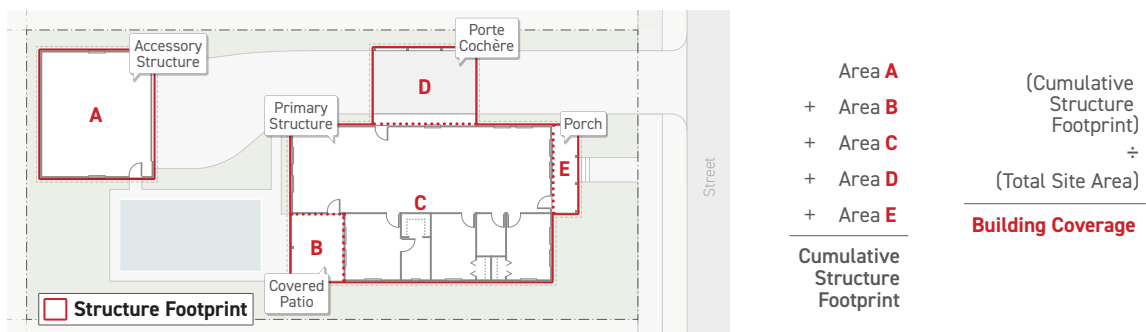 Accessory
Structure
A
Porte
Cochère
D
Primary
Structure
Porch
E
C
B
Covered
Patio
Structure Footprint
Street
Area A
+ Area B
+ Area C
+ Area D
+ Area E
Cumulative
Structure
Footprint
(Cumulative
Structure
Footprint)
÷
(Total Site Area)
Building Coverage